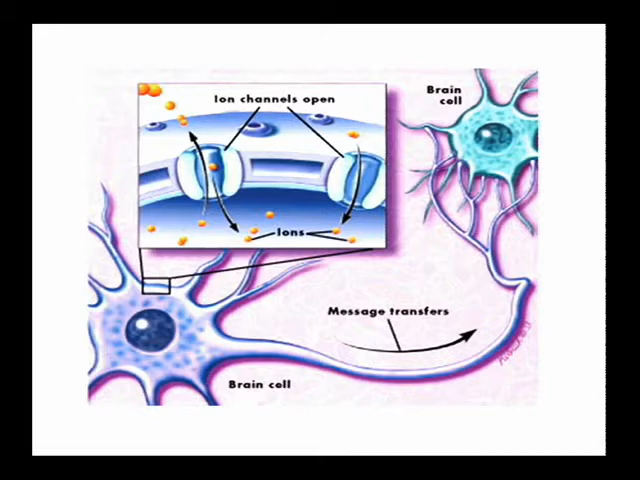 Ion channels open
Brain
cell
Ions
Message transfers
Brain cell